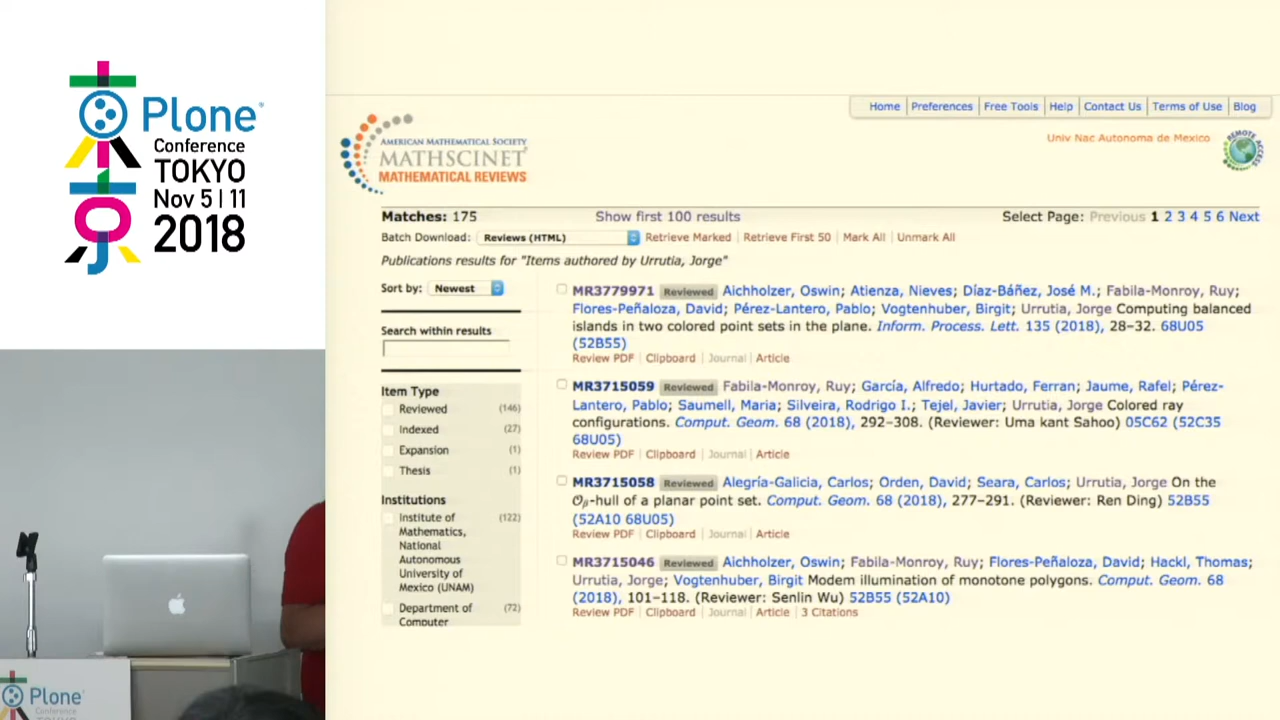 Plone®
Conference
TOKYO
Nov 5 | 11
2018
Home | Preferences | Free Tools | Help | Contact Us | Terms of Use | Blog
AMERICAN MATHEMATICAL SOCIETY
MATHSCINET
MATHEMATICAL REVIEWS
Univ Nac Autonoma de Mexico
REMOTE ACCESS
Matches: 175 Show first 100 results Select Page: Previous 1 2 3 4 5 6 Next
Batch Download: Reviews (HTML) Retrieve Marked | Retrieve First 50 | Mark All | Unmark All
Publications results for "Items authored by Urrutia, Jorge"
Sort by: Newest
Search within results
Item Type
Reviewed (146)
Indexed (27)
Expansion (1)
Thesis (1)
Institutions
Institute of (122)
Mathematics,
National
Autonomous
University of
Mexico (UNAM)
Department of (72)
Computer
MR3779971 Reviewed Aichholzer, Oswin; Atienza, Nieves; Díaz-Báñez, José M.; Fabila-Monroy, Ruy;
Flores-Peñaloza, David; Pérez-Lantero, Pablo; Vogtenhuber, Birgit; Urrutia, Jorge Computing balanced
islands in two colored point sets in the plane. Inform. Process. Lett. 135 (2018), 28–32. 68U05
(52B55)
Review PDF | Clipboard | Journal | Article
MR3715059 Reviewed Fabila-Monroy, Ruy; García, Alfredo; Hurtado, Ferran; Jaume, Rafel; Pérez-
Lantero, Pablo; Saumell, Maria; Silveira, Rodrigo I.; Tejel, Javier; Urrutia, Jorge Colored ray
configurations. Comput. Geom. 68 (2018), 292–308. (Reviewer: Uma kant Sahoo) 05C62 (52C35
68U05)
Review PDF | Clipboard | Journal | Article
MR3715058 Reviewed Alegría-Galicia, Carlos; Orden, David; Seara, Carlos; Urrutia, Jorge On the
𝒪β-hull of a planar point set. Comput. Geom. 68 (2018), 277–291. (Reviewer: Ren Ding) 52B55
(52A10 68U05)
Review PDF | Clipboard | Journal | Article
MR3715046 Reviewed Aichholzer, Oswin; Fabila-Monroy, Ruy; Flores-Peñaloza, David; Hackl, Thomas;
Urrutia, Jorge; Vogtenhuber, Birgit Modem illumination of monotone polygons. Comput. Geom. 68
(2018), 101–118. (Reviewer: Senlin Wu) 52B55 (52A10)
Review PDF | Clipboard | Journal | Article | 3 Citations
Plone
Conference